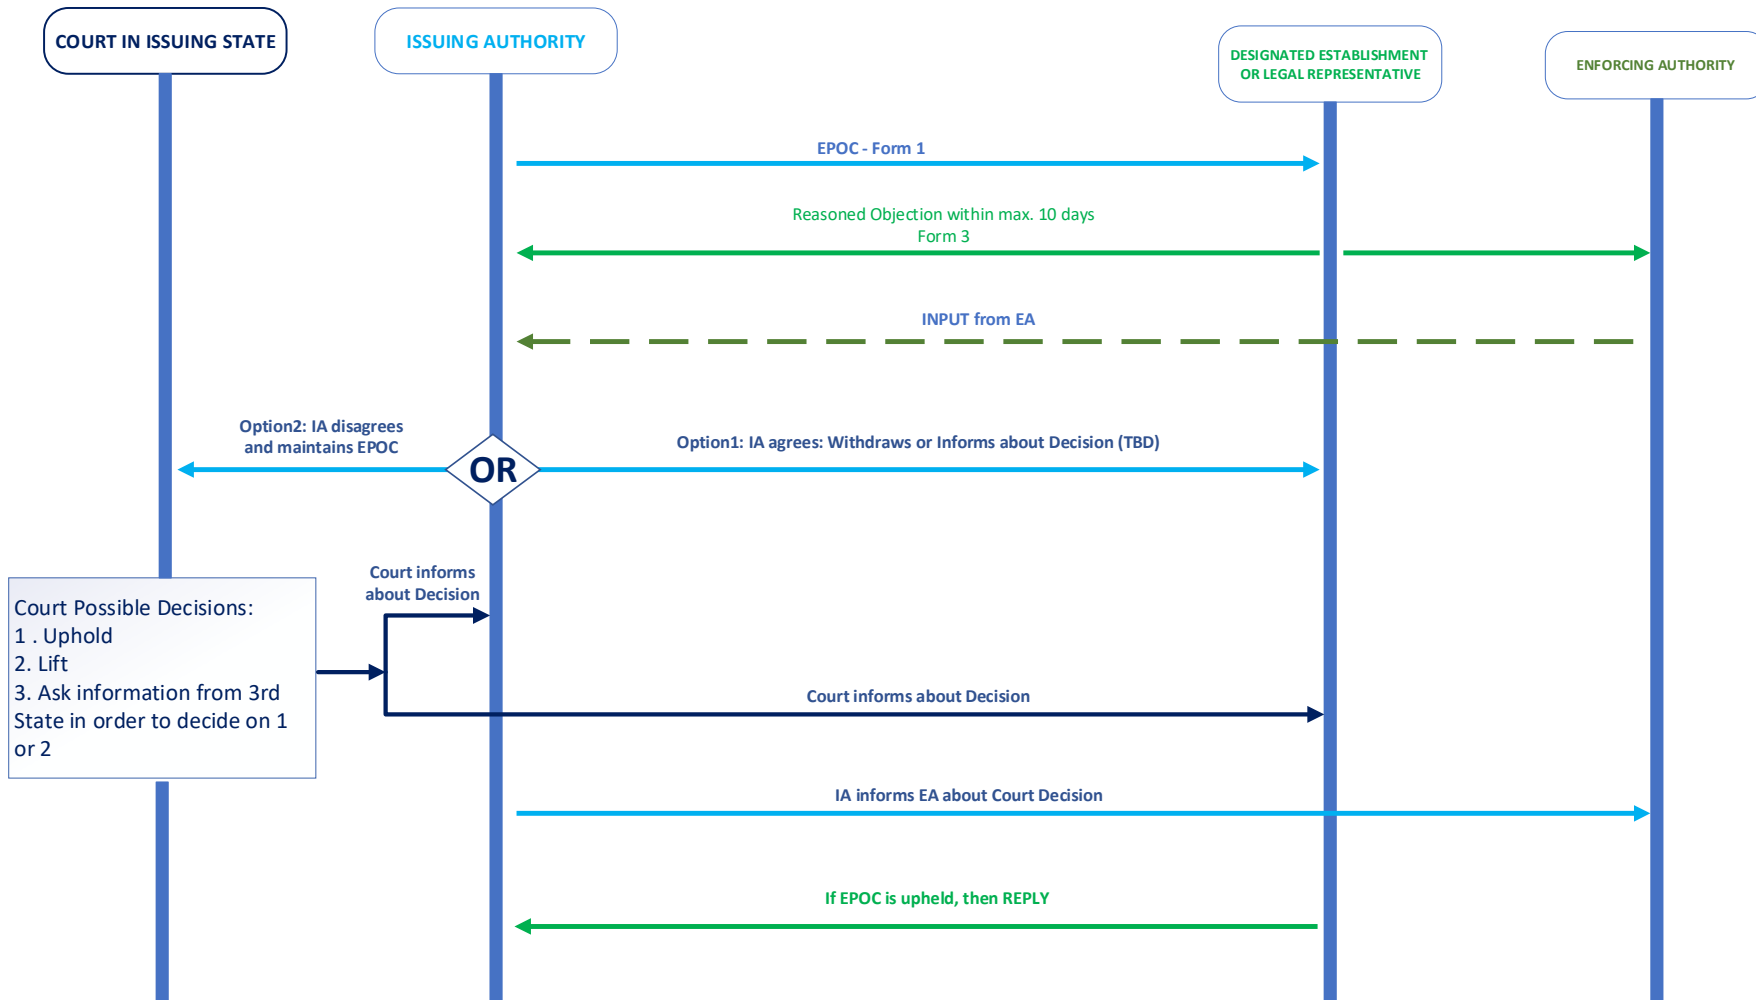 COURT IN ISSUING STATE
ISSUING AUTHORITY
DESIGNATED ESTABLISHMENT
OR LEGAL REPRESENTATIVE
ENFORCING AUTHORITY
EPOC - Form 1
Reasoned Objection within max. 10 days
Form 3
INPUT from EA
Option2: IA disagrees
and maintains EPOC
OR
Option1: IA agrees: Withdraws or Informs about Decision (TBD)
Court informs
about Decision
Court Possible Decisions:
1 . Uphold
2. Lift
3. Ask information from 3rd
State in order to decide on 1
or 2
Court informs about Decision
IA informs EA about Court Decision
If EPOC is upheld, then REPLY